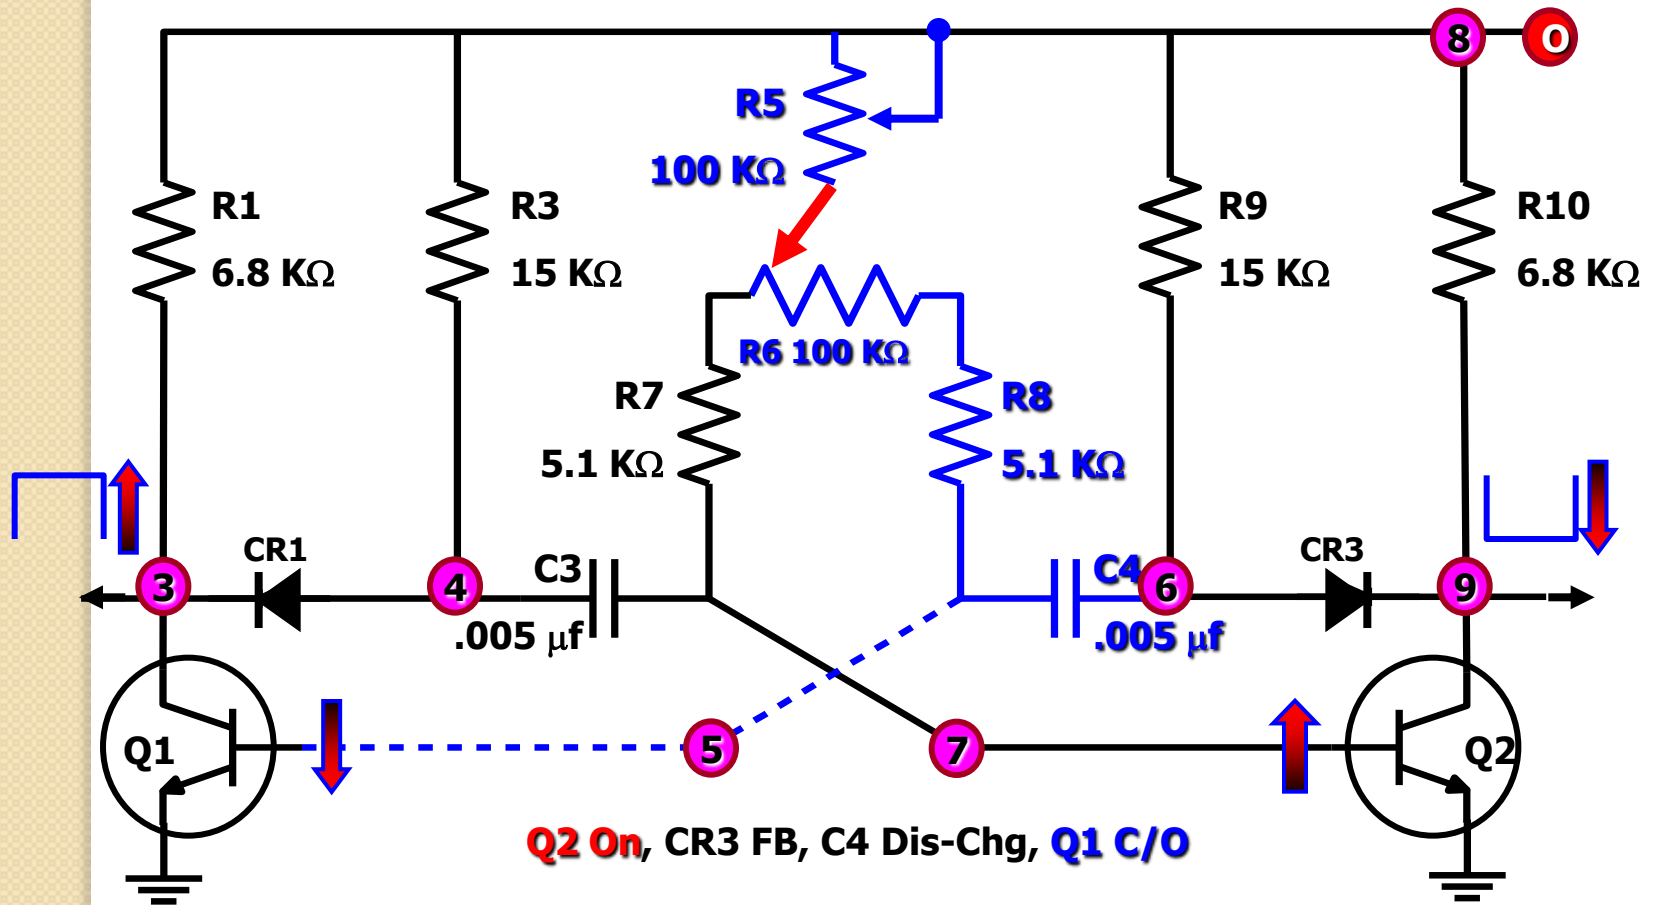 8 O
R5
100 KΩ
R1 R3 R9 R10
6.8 KΩ 15 KΩ 15 KΩ 6.8 KΩ
R6 100 KΩ
R7 R8
5.1 KΩ 5.1 KΩ
CR1 C3 C4 CR3
3 4 6 9
.005 μf .005 μf
Q1 5 7 Q2
Q2 On, CR3 FB, C4 Dis-Chg, Q1 C/O